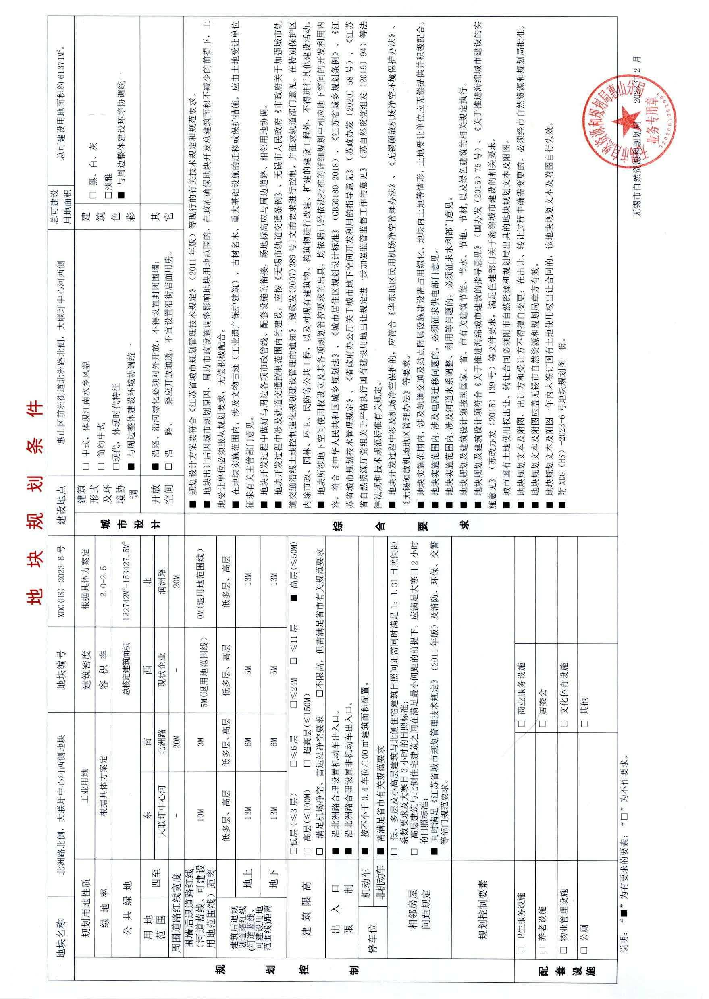 地块规划条件
地块名称 北洲路北侧，大联圩中心河西侧地块 地块编号 XDG(HS)-2023-6号 建设地点 惠山区前洲街道北洲路北侧，大联圩中心河西侧 总可建设用地面积 总可建设用地面积约61371M²。
规划控制
规划用地性质 工业用地 建筑密度 根据具体方案定
绿地率 根据具体方案定 容积率 2.0-2.5
公共绿地 总核定建筑面积 122742M²-153427.5M²
用地范围 四至 东 南 西 北
大联圩中心河 北洲路 现状企业 润洲路
周围道路红线宽度 - 20M - 20M
围墙后退道路红线
（河道蓝线、可建设
用地范围线）距离
10M 3M 5M(退用地范围线) 0M(退用地范围线)
建筑后退规
划道路红线
(河道蓝线、
可建设用地
范围线)距离
低多层、高层 低多层、高层 低多层、高层 低多层、高层
地上 13M 6M 5M 13M
地下 13M 6M 5M 13M
建筑限高
□低层（≤3层） □≤6层 □≤24M □ ≤11层 ■ 高层(≤50M)
□ 高层(≤100M) □ 超高层(≤150M)
□ 满足机场净空、雷达站净空要求 □不限高，但需满足省市有关规范要求
出入口限制
■ 沿北洲路合理设置机动车出入口。
■ 沿北洲路合理设置非机动车出入口。
停车位
机动车 ■ 按不小于0.4车位/100㎡建筑面积配置。
非机动车 ■ 需满足省市有关规范要求
相邻房屋
间距规定
□ 低、多层及小高层建筑与北侧住宅建筑日照间距需同时满足1：1.31日照间距
系数要求及大寒日2小时的日照标准；
□ 高层建筑与北侧住宅建筑之间在满足最小间距的前提下，应满足大寒日2小时
的日照标准；
■ 同时满足《江苏省城市规划管理技术规定》（2011年版）及消防、环保、交警
等部门规范要求。
规划控制要素
配套设施
□ 卫生服务设施 □ 商业服务设施
□ 养老设施 □ 居委会
□ 物业管理设施 □ 文化体育设施
□ 公厕 □ 其他
城市设计
建筑
形式
及环
境协
调
□ 中式，体现江南水乡风貌
□ 简约中式
□现代，体现时代特征
■ 与周边整体建设环境协调统一
建筑色彩
□ 黑、白、灰
□淡雅
■ 与周边整体建设环境协调统一
开放
空间
■ 沿路、沿河绿化必须对外开放，不得设置封闭围墙；
□ 沿 路、 路应开放通透，不宜设置沿街店面用房。
其它
综合要求
■ 规划设计方案要符合《江苏省城市规划管理技术规定》（2011年版）等现行的有关技术规定和规范要求。
■ 地块出让后因城市规划原因，周边市政设施调整影响地块用地范围的，在政府确保地块开发总建筑面积不减少的前提下，土
地受让单位必须服从规划要求，无偿积极配合。
■ 在地块实施范围内，涉及文物古迹（工业遗产保护建筑）、古树名木、重大基础设施的迁移或保护措施，应由土地受让单位
征求有关主管部门意见。
■ 地块开发过程中做好与周边各项市政管线、配套设施的衔接，场地标高应与周边道路、相邻用地协调。
■ 地块开发过程中涉及轨道交通控制范围内的建设，应按《无锡市轨道交通条例》、无锡市人民政府《市政府关于加强城市轨
道交通沿线土地控制强化规划建设管理的通知》[锡政发(2007)389号]文的要求进行控制，并征求轨道部门意见。在特别保护区
内除市政、园林、环卫、民防等公共工程，以及对现有建筑物、构筑物进行改建、扩建的建设工程外，不得进行其他建设活动。
■ 地块所涉地下空间使用权设立及其各项规划管控要求的出具，均依据已经依法批准的详细规划中相应地下空间的开发利用内
容，符合《中华人民共和国城乡规划法》、《城市居住区规划设计标准》（GB50180-2018）、《江苏省城乡规划条例》、《江
苏省城市规划技术管理规定》、《省政府办公厅关于城市地下空间开发利用的指导意见》（苏政办发〔2020〕58号）、《江苏
省自然资源厅党组关于严格执行国有建设用地出让规定进一步加强监管监督工作的意见》（苏自然资党组发〔2019〕94）等法
律法规和技术规范标准有关规定。
■ 地块开发过程中涉及机场净空保护的，应符合《华东地区民用机场净空管理办法》、《无锡硕放机场净空环境保护办法》、
《无锡硕放机场地区管理办法》等要求。
■ 地块实施范围内，涉及轨道交通及站点附属设施建设需占用绿化、地块内土地等情形，土地受让单位应无偿提供并积极配合。
■ 地块实施范围内，涉及电网迁移问题的，必须征求供电部门意见。
■ 地块实施范围内，涉及河道水系调整、利用等问题的，必须征求水利部门意见。
■ 地块规划及建筑设计须按照国家、省、市有关建筑节能、节水、节地、节材，以及绿色建筑的相关规定执行。
■ 地块规划及建筑设计须符合《关于推进海绵城市建设的指导意见》（国办发（2015）75号）、《关于推进海绵城市建设的实
施意见》（苏政办发（2015）139号）等文件要求，满足住建部门关于海绵城市建设的相关要求。
■ 城市国有土地使用权出让、转让合同必须附市自然资源和规划局出具的地块规划文本及附图。
■ 地块规划文本及附图，出让方和受让方不得擅自变更；在出让、转让过程中确需变更的，必须经市自然资源和规划局批准。
■ 地块规划文本及附图应盖无锡市自然资源和规划局章方有效。
■ 地块规划文本及附图一年内未签订国有土地使用权出让合同的，该地块规划文本及附图自行失效。
■ 附XDG（HS）-2023-6号地块规划图一份。
说明：“■”为有要求的要素；“□”为不作要求。
无锡市自然资源和规划局 2023年2月
无锡市自然资源和规划局惠山分局
业务专用章
3202061982097